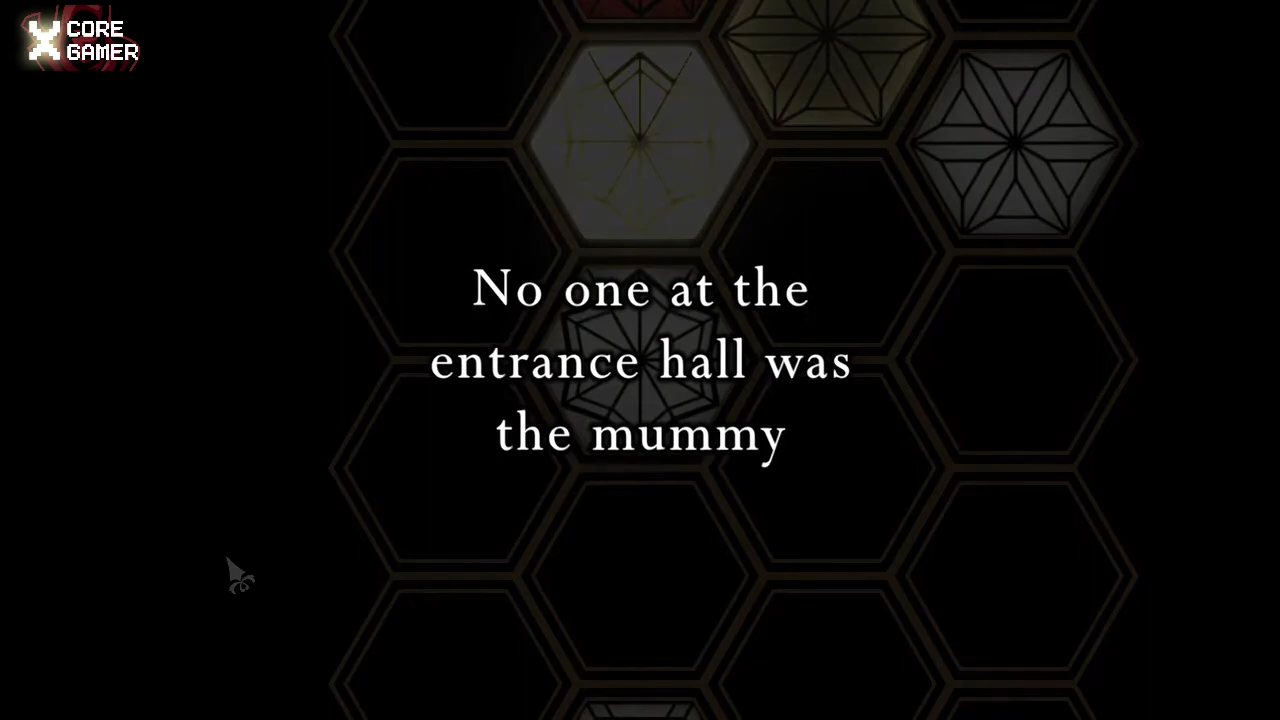 CORE
GAMER
No one at the
entrance hall was
the mummy